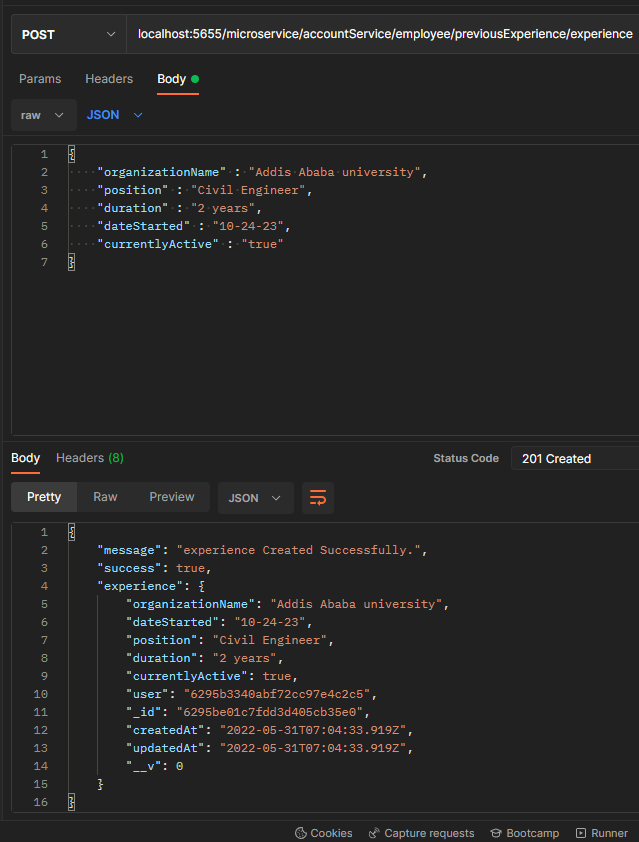 POST localhost:5655/microservice/accountService/employee/previousExperience/experience
Params Headers Body
raw JSON
1 {
2 ····"organizationName"·:·"Addis·Ababa·university",
3 ····"position"·:·"Civil·Engineer",
4 ····"duration"·:·"2·years",
5 ····"dateStarted"·:·"10-24-23",
6 ····"currentlyActive"·:·"true"
7 }
Body Headers (8) Status Code 201 Created
Pretty Raw Preview JSON
1 {
2 "message": "experience Created Successfully.",
3 "success": true,
4 "experience": {
5 "organizationName": "Addis Ababa university",
6 "dateStarted": "10-24-23",
7 "position": "Civil Engineer",
8 "duration": "2 years",
9 "currentlyActive": true,
10 "user": "6295b3340abf72cc97e4c2c5",
11 "_id": "6295be01c7fdd3d405cb35e0",
12 "createdAt": "2022-05-31T07:04:33.919Z",
13 "updatedAt": "2022-05-31T07:04:33.919Z",
14 "__v": 0
15 }
16 }
Cookies Capture requests Bootcamp Runner